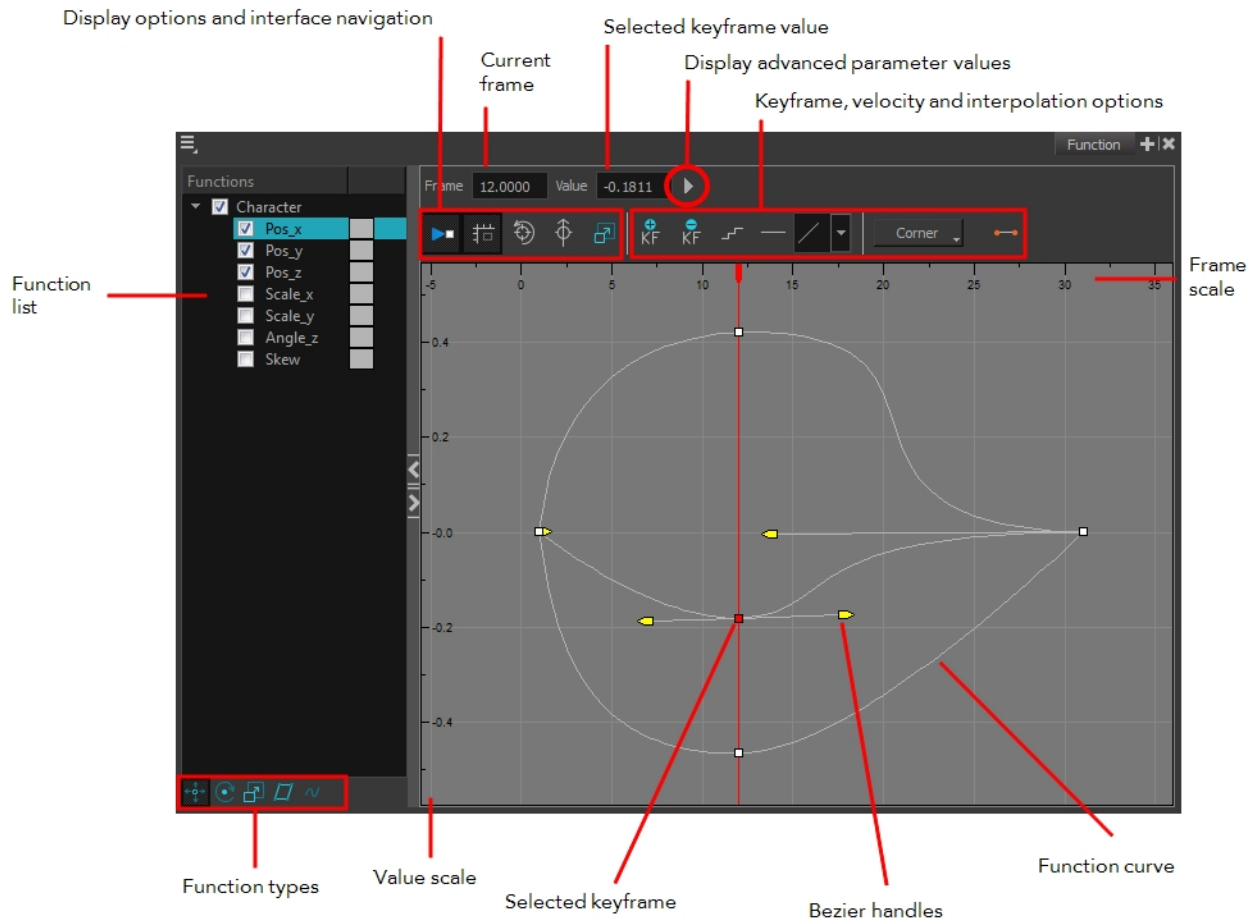 Display options and interface navigation
Selected keyframe value
Current
frame
Display advanced parameter values
Keyframe, velocity and interpolation options
Function
Functions
Frame 12.0000 Value -0.1811
Character
Pos_x
Pos_y
Pos_z
Scale_x
Scale_y
Angle_z
Skew
KF KF Corner
-5 0 5 10 15 20 25 30 35
0.4
0.2
-0.0
-0.2
-0.4
Function
list
Frame
scale
Function types
Value scale
Selected keyframe
Bezier handles
Function curve